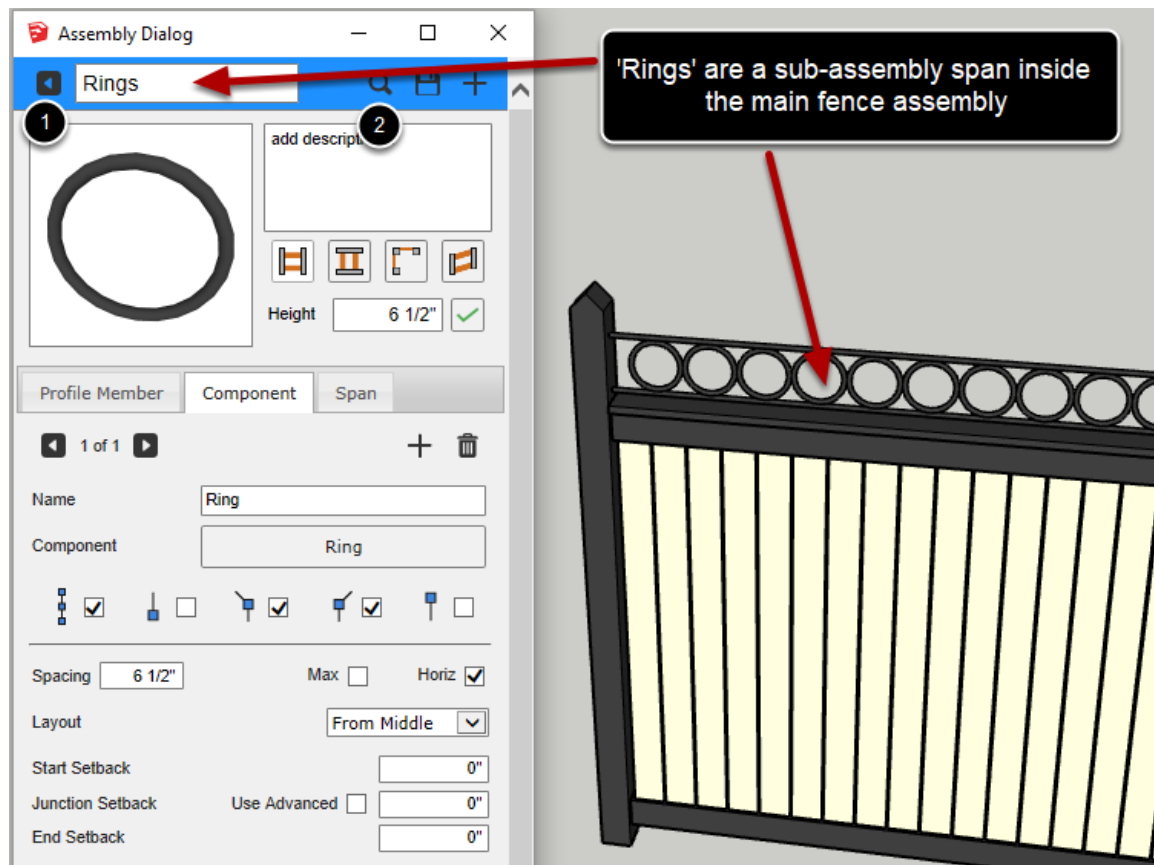 Assembly Dialog
Rings
'Rings' are a sub-assembly span inside
the main fence assembly
1
2
add descripti
Height 6 1/2"
Profile Member Component Span
1 of 1
Name Ring
Component Ring
Spacing 6 1/2" Max Horiz
Layout From Middle
Start Setback 0"
Junction Setback Use Advanced 0"
End Setback 0"